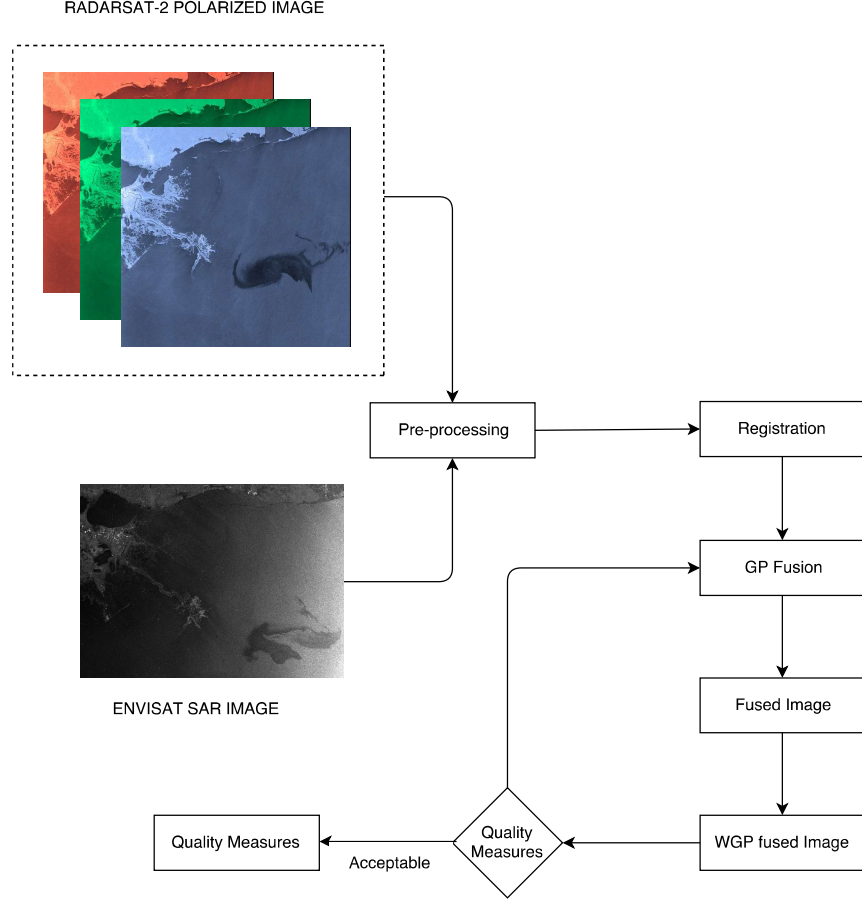 RADARSAT-2 POLARIZED IMAGE
Pre-processing
Registration
GP Fusion
ENVISAT SAR IMAGE
Fused Image
Quality Measures
Acceptable
Quality
Measures
WGP fused Image